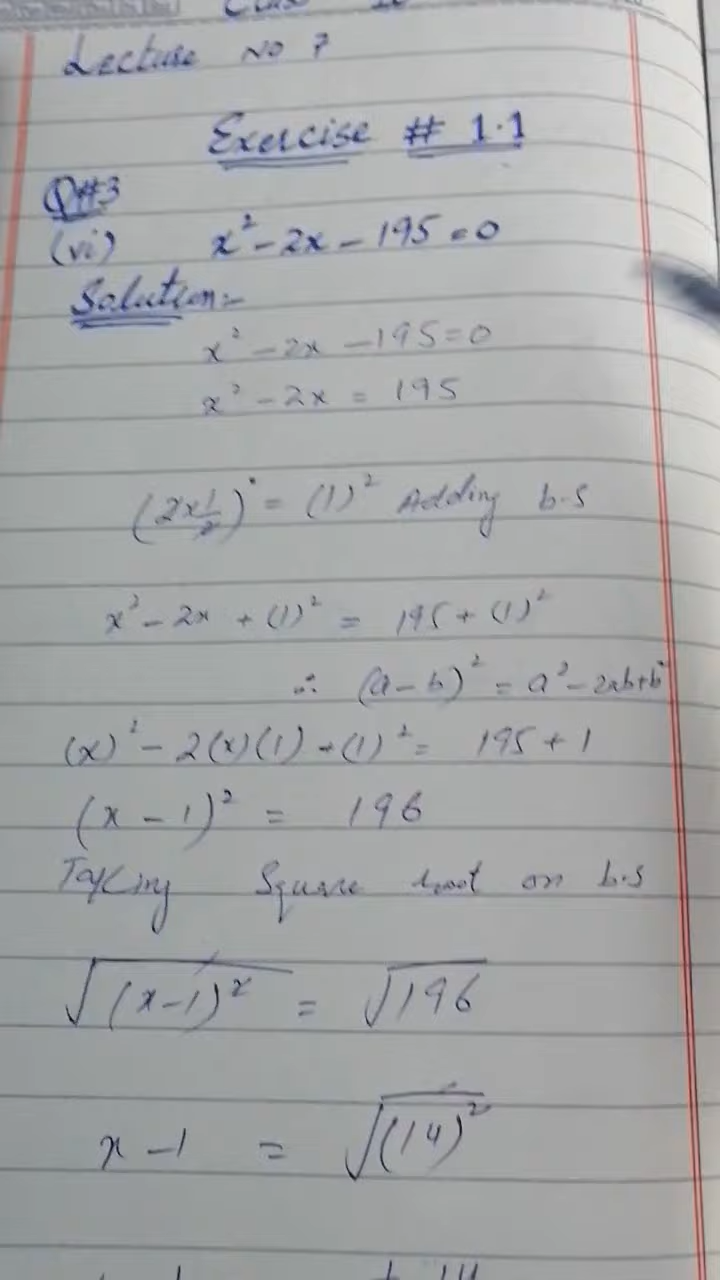 Lecture No 7
Exercise # 1.1
Q#3
(vi) x² - 2x - 195 = 0
Solution:-
x² - 2x - 195 = 0
x² - 2x = 195
(2x1/2)² = (1)² Adding b.s
x² - 2x + (1)² = 195 + (1)²
∴ (a - b)² = a² - 2ab + b²
(x)² - 2(x)(1) + (1)² = 195 + 1
(x - 1)² = 196
Taking Square root on b.s
√(x-1)² = √196
x - 1 = √(14)²